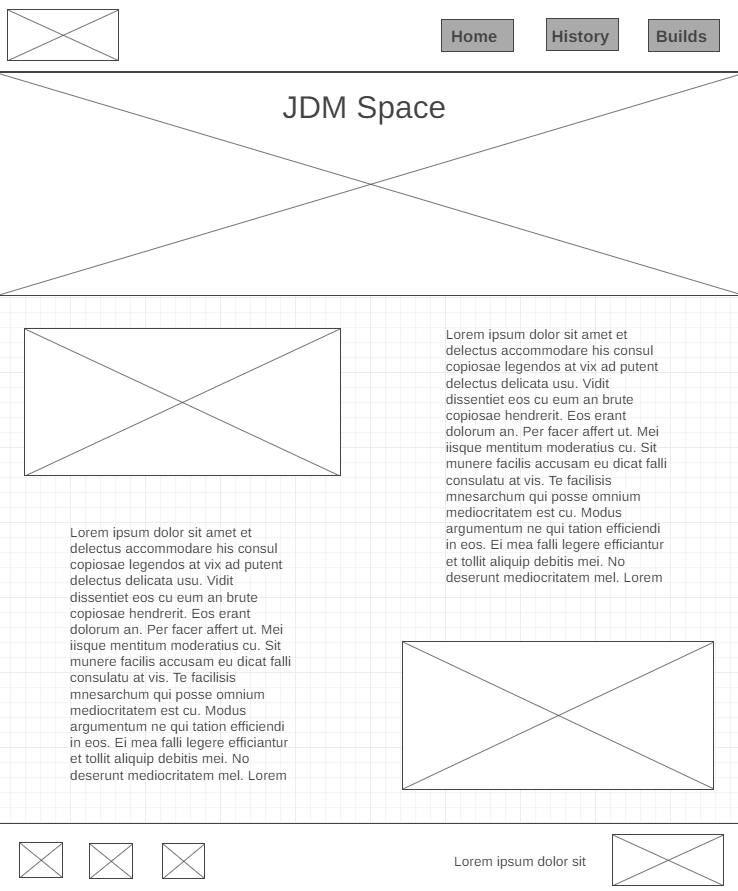 Home
History
Builds
JDM Space
Lorem ipsum dolor sit amet et
delectus accommodare his consul
copiosae legendos at vix ad putent
delectus delicata usu. Vidit
dissentiet eos cu eum an brute
copiosae hendrerit. Eos erant
dolorum an. Per facer affert ut. Mei
iisque mentitum moderatius cu. Sit
munere facilis accusam eu dicat falli
consulatu at vis. Te facilisis
mnesarchum qui posse omnium
mediocritatem est cu. Modus
argumentum ne qui tation efficiendi
in eos. Ei mea falli legere efficiantur
et tollit aliquip debitis mei. No
deserunt mediocritatem mel. Lorem
Lorem ipsum dolor sit amet et
delectus accommodare his consul
copiosae legendos at vix ad putent
delectus delicata usu. Vidit
dissentiet eos cu eum an brute
copiosae hendrerit. Eos erant
dolorum an. Per facer affert ut. Mei
iisque mentitum moderatius cu. Sit
munere facilis accusam eu dicat falli
consulatu at vis. Te facilisis
mnesarchum qui posse omnium
mediocritatem est cu. Modus
argumentum ne qui tation efficiendi
in eos. Ei mea falli legere efficiantur
et tollit aliquip debitis mei. No
deserunt mediocritatem mel. Lorem
Lorem ipsum dolor sit